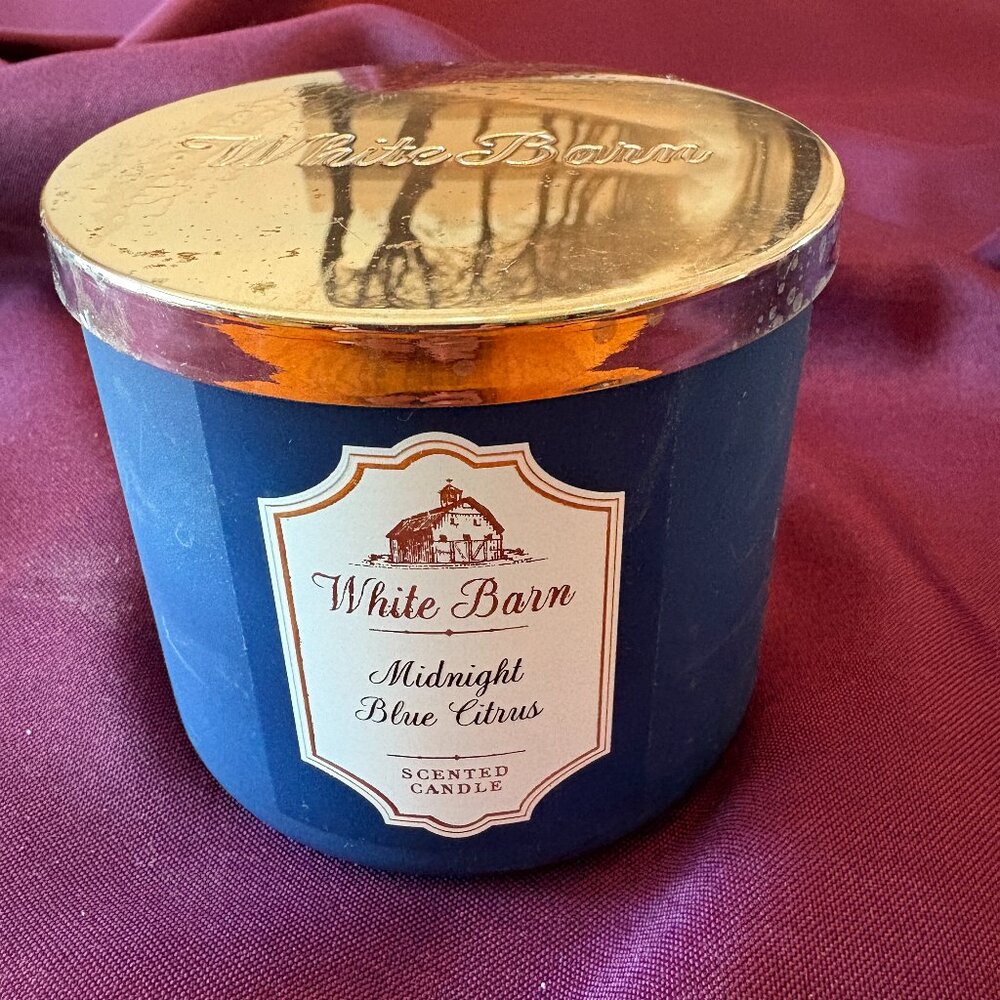 White Barn
White Barn
Midnight
Blue Citrus
SCENTED
CANDLE